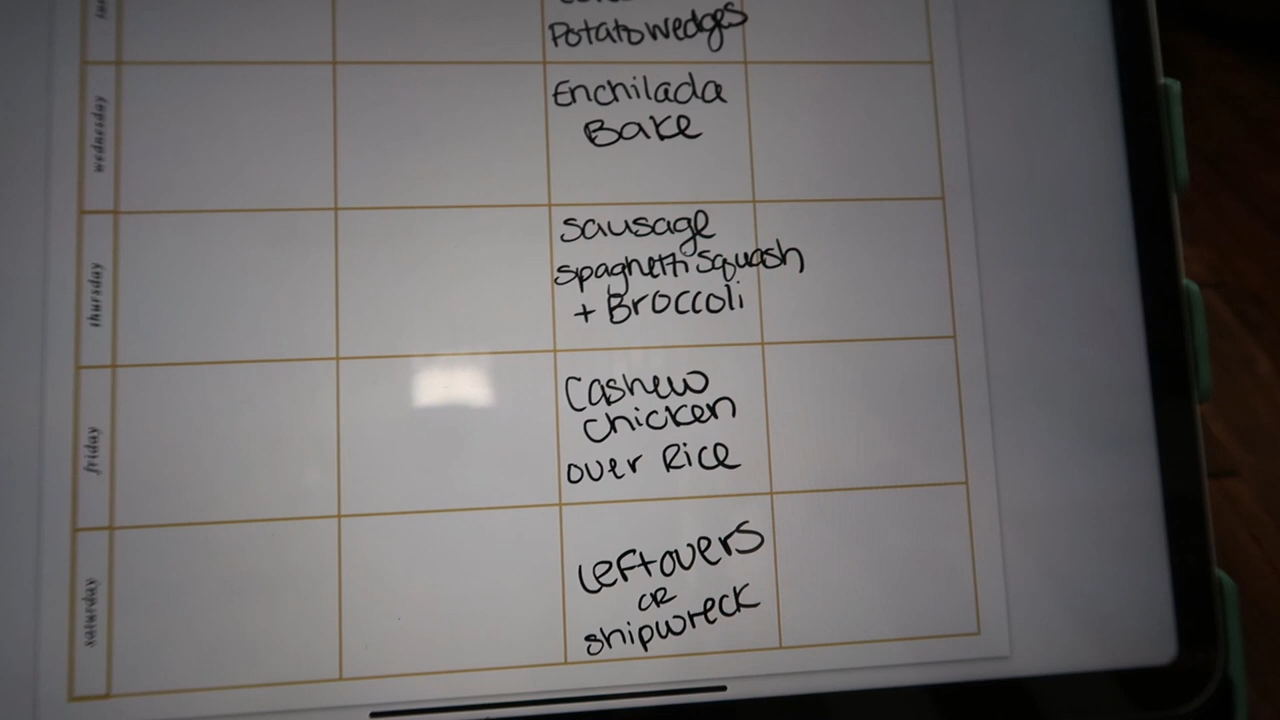 Potato wedges
wednesday
Enchilada
Bake
thursday
Sausage
Spaghetti Squash
+ Broccoli
friday
Cashew
Chicken
over Rice
saturday
Leftovers
OR
Shipwreck